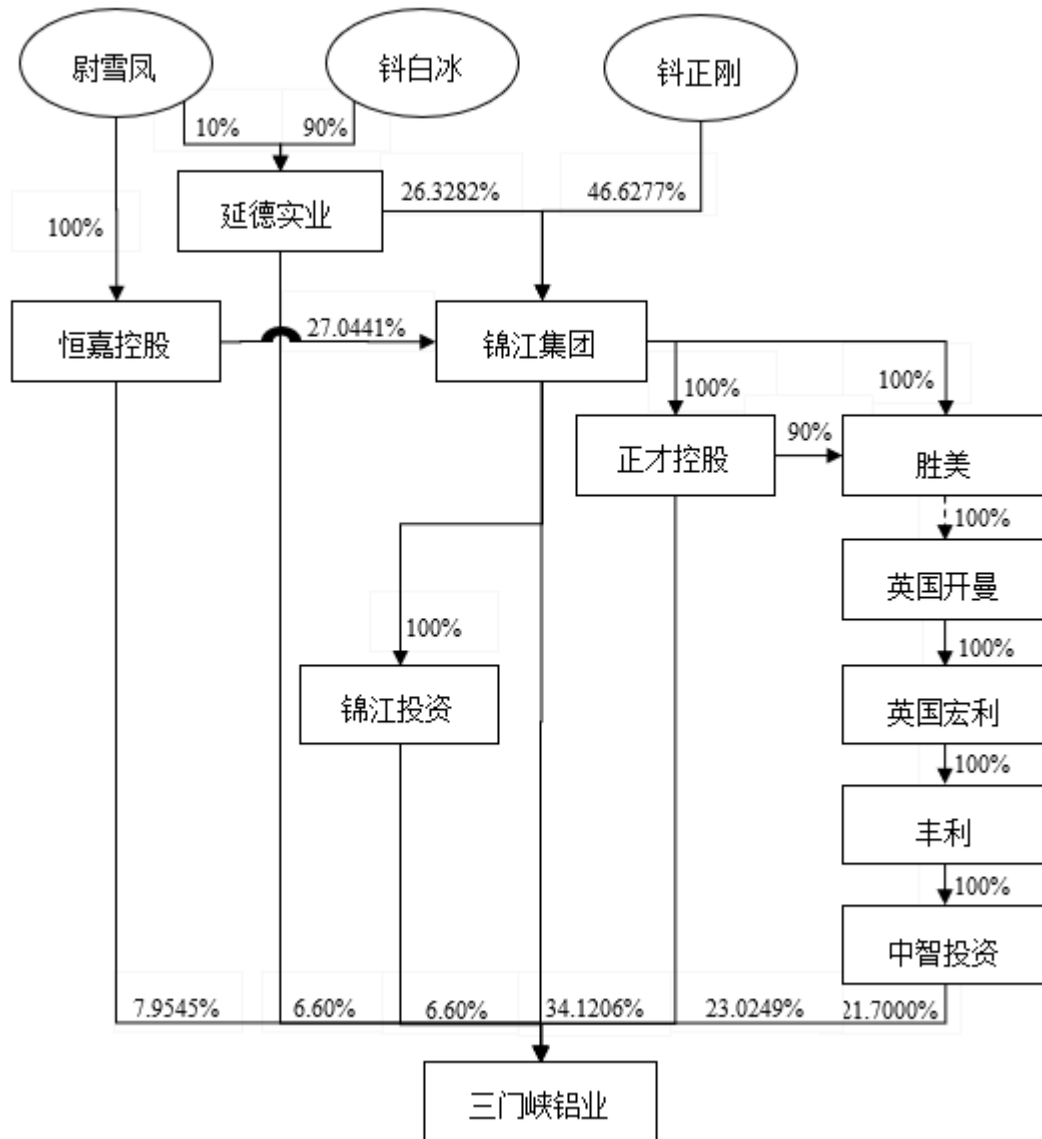 尉雪凤
钭白冰
钭正刚
10%
90%
26.3282%
46.6277%
延德实业
100%
恒嘉控股
27.0441%
锦江集团
100%
100%
正才控股
90%
胜美
100%
英国开曼
100%
100%
锦江投资
英国宏利
100%
丰利
100%
中智投资
7.9545%
6.60%
6.60%
34.1206%
23.0249%
21.7000%
三门峡铝业